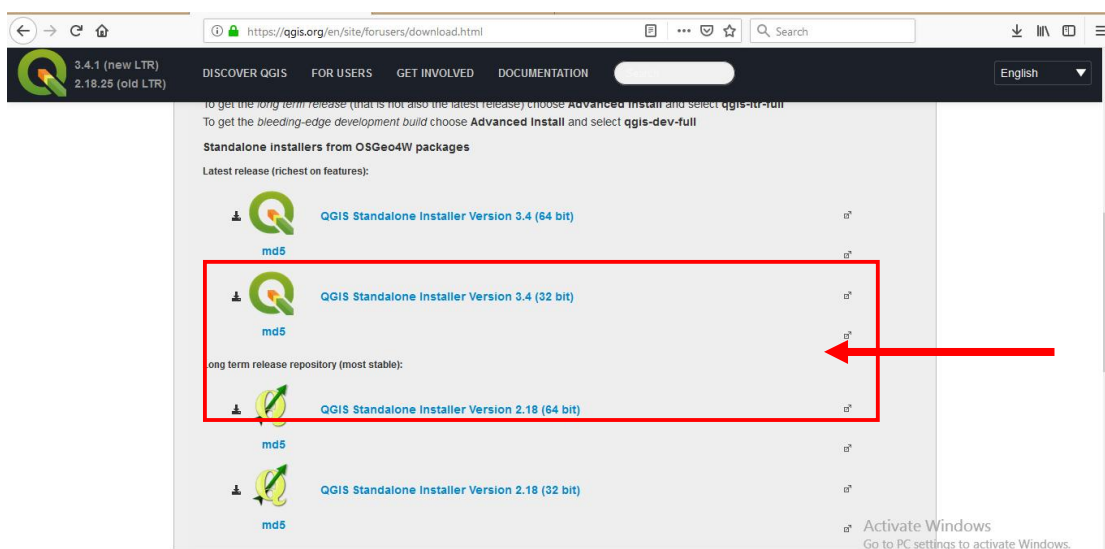 https://qgis.org/en/site/forusers/download.html
Search
3.4.1 (new LTR)
2.18.25 (old LTR)
DISCOVER QGIS FOR USERS GET INVOLVED DOCUMENTATION
English
To get the long term release (that is not also the latest release) choose Advanced Install and select qgis-ltr-full
To get the bleeding-edge development build choose Advanced Install and select qgis-dev-full
Standalone installers from OSGeo4W packages
Latest release (richest on features):
QGIS Standalone Installer Version 3.4 (64 bit)
md5
QGIS Standalone Installer Version 3.4 (32 bit)
md5
Long term release repository (most stable):
QGIS Standalone Installer Version 2.18 (64 bit)
md5
QGIS Standalone Installer Version 2.18 (32 bit)
md5
Activate Windows
Go to PC settings to activate Windows.